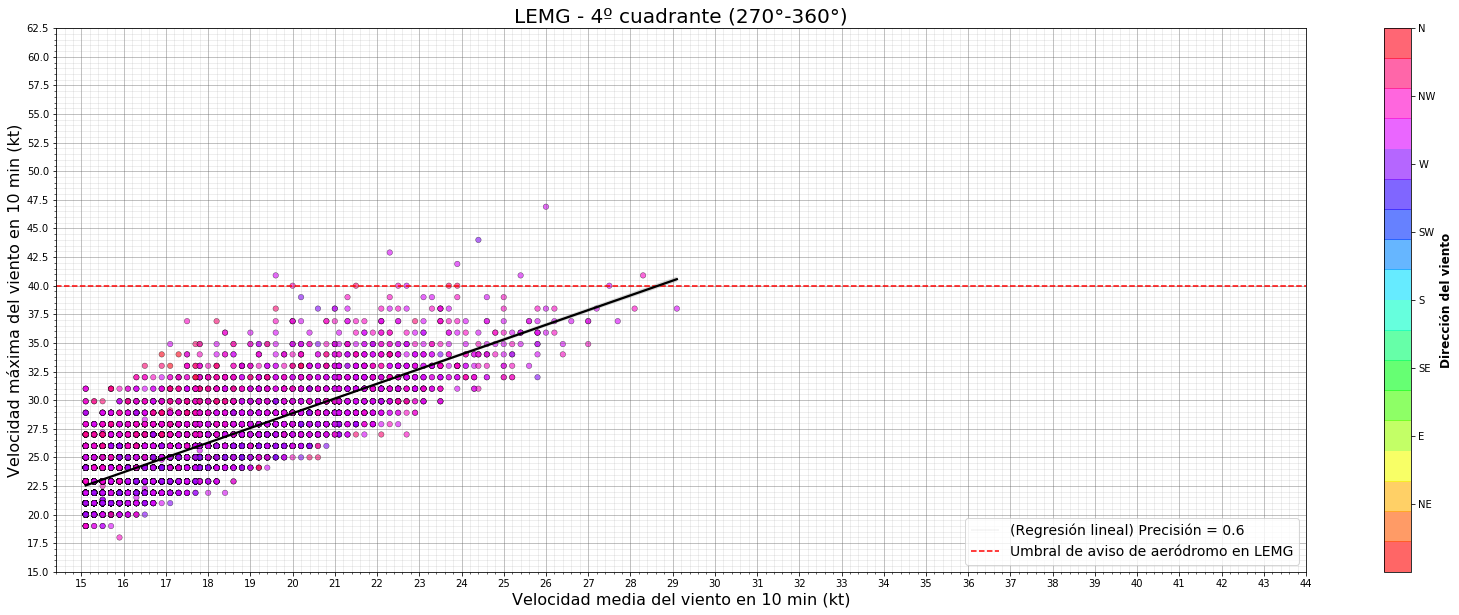 LEMG - 4º cuadrante (270°-360°)
Velocidad máxima del viento en 10 min (kt)
62.5
60.0
57.5
55.0
52.5
50.0
47.5
45.0
42.5
40.0
37.5
35.0
32.5
30.0
27.5
25.0
22.5
20.0
17.5
15.0
15 16 17 18 19 20 21 22 23 24 25 26 27 28 29 30 31 32 33 34 35 36 37 38 39 40 41 42 43 44
Velocidad media del viento en 10 min (kt)
(Regresión lineal) Precisión = 0.6
Umbral de aviso de aeródromo en LEMG
N
NW
W
SW
S
SE
E
NE
Dirección del viento